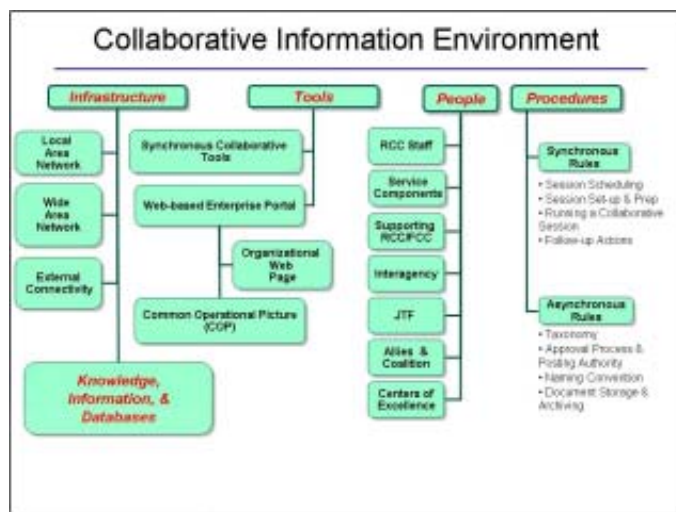 Collaborative Information Environment
Infrastructure
Local
Area
Network
Wide
Area
Network
External
Connectivity
Knowledge,
Information, &
Databases
Tools
Synchronous Collaborative
Tools
Web-based Enterprise Portal
Organizational
Web
Page
Common Operational Picture
(COP)
People
RCC Staff
Service
Components
Supporting
RCC/FCC
Interagency
JTF
Allies &
Coalition
Centers of
Excellence
Procedures
Synchronous
Rules
• Session Scheduling
• Session Set-up & Prep
• Running a Collaborative
Session
• Follow-up Actions
Asynchronous
Rules
• Taxonomy
• Approval Process &
Posting Authority
• Naming Convention
• Document Storage &
Archiving